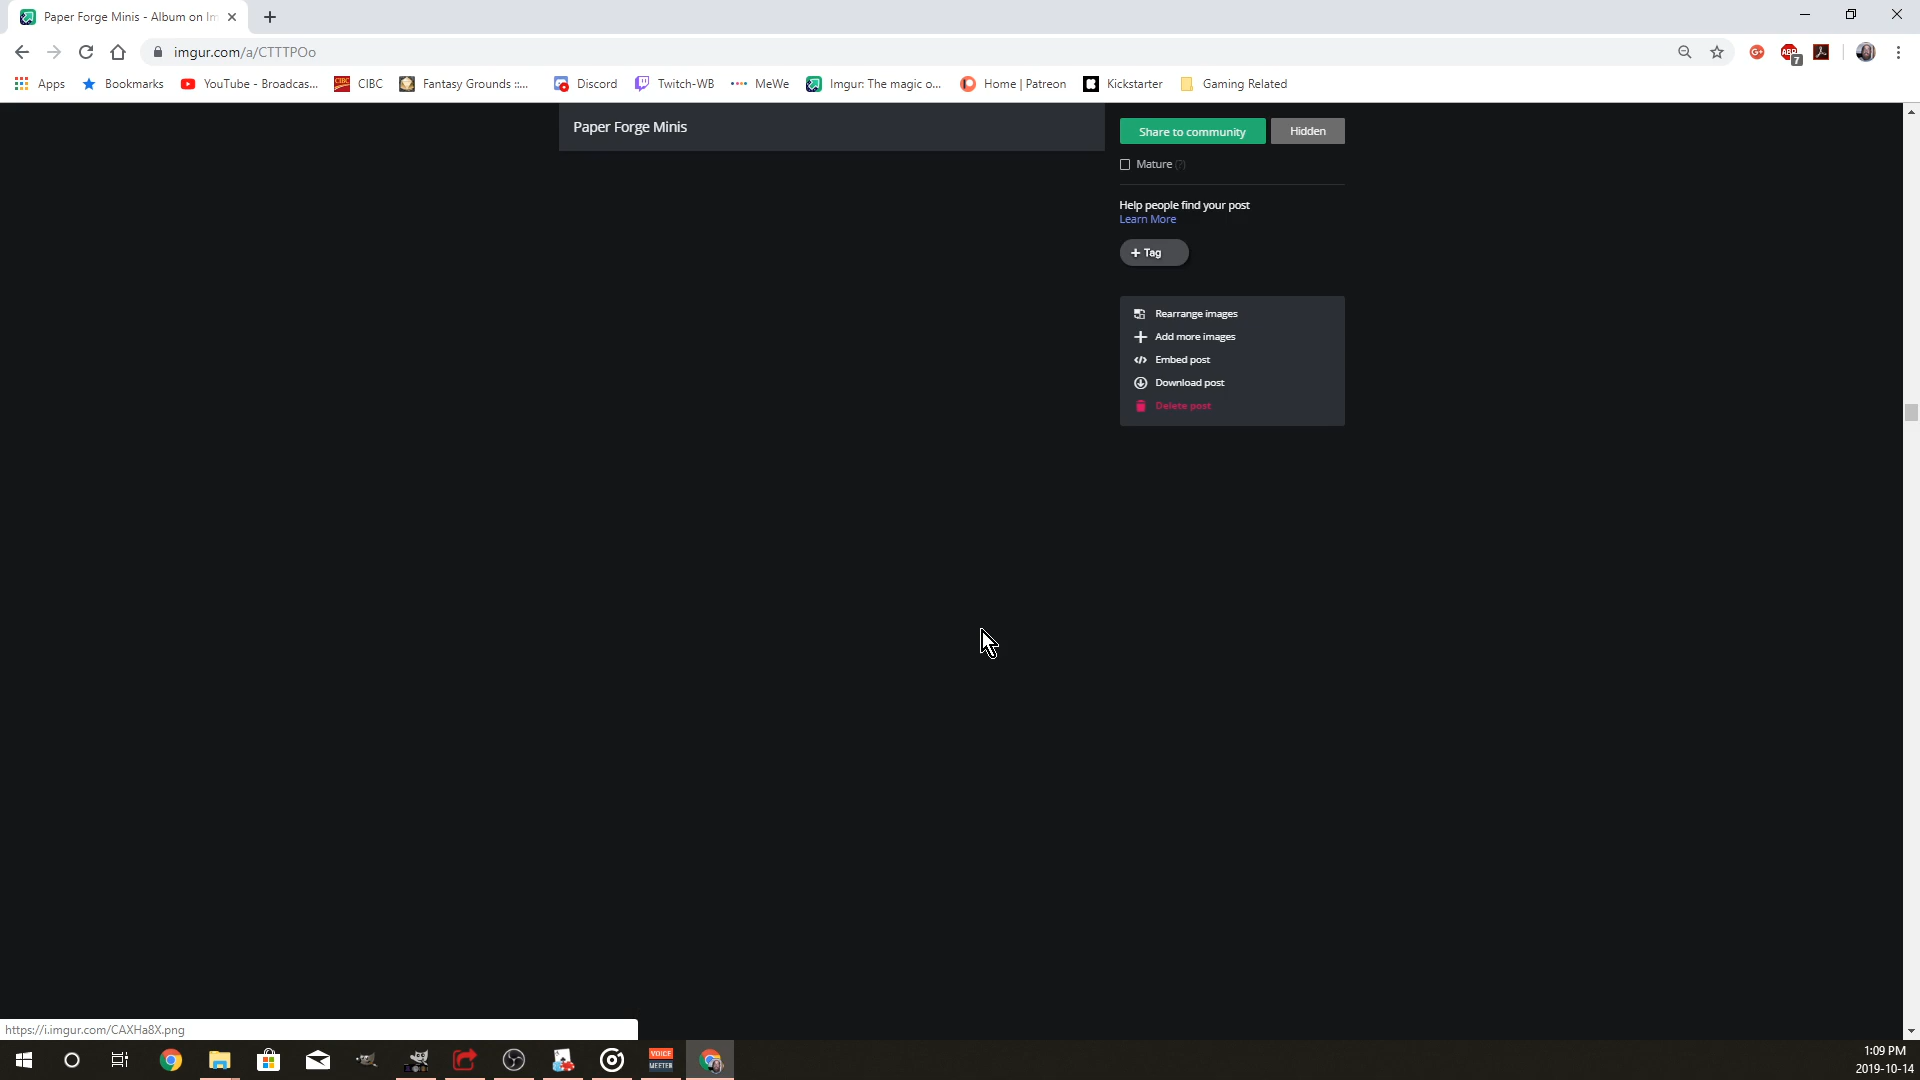 Paper Forge Minis - Album on Im
imgur.com/a/CTTTPOo
7
Apps
Bookmarks
YouTube - Broadcas...
CIBC
Fantasy Grounds ::...
Discord
Twitch-WB
MeWe
Imgur: The magic o...
Home | Patreon
Kickstarter
Gaming Related
Paper Forge Minis
Share to community
Hidden
Mature (?)
Help people find your post
Learn More
+ Tag
Rearrange images
Add more images
Embed post
Download post
Delete post
https://i.imgur.com/CAXHa8X.png
VOICE
MEETER
1:09 PM
2019-10-14